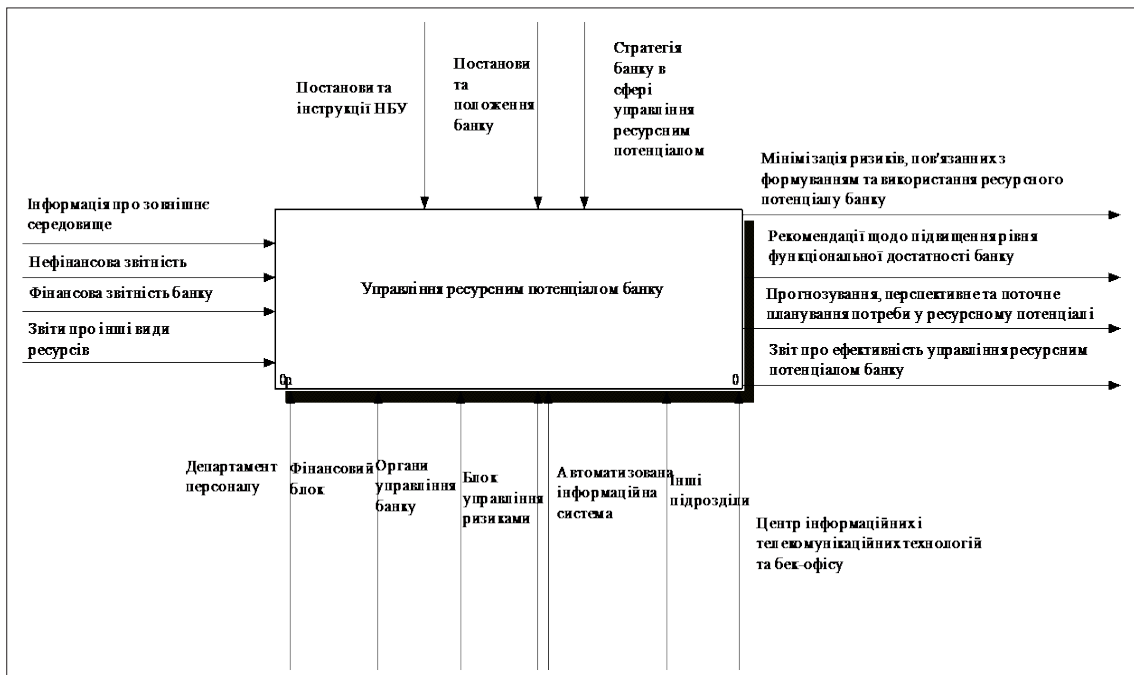 Постанови та
інструкції НБУ
Постанови
та
положення
банку
Стратегія
банку в
сфері
управління
ресурсним
потенціалом
Інформація про зовнішнє
середовище
Нефінансова звітність
Фінансова звітність банку
Звіти про інші види
ресурсів
Управління ресурсним потенціалом банку
0р.
0
Мінімізація ризиків, пов'язанних з
формуванням та використання ресурсного
потенціалу банку
Рекомендації щодо підвищення рівня
функціональної достатності банку
Прогнозування, перспективне та поточне
планування потреби у ресурсному потенціалі
Звіт про ефективність управління ресурсним
потенціалом банку
Департамент
персоналу
Фінансовий
блок
Органи
управління
банку
Блок
управління
ризиками
Автоматизована
інформаційна
система
Інші
підрозділи
Центр інформаційних і
телекомунікаційних технологій
та бек-офісу